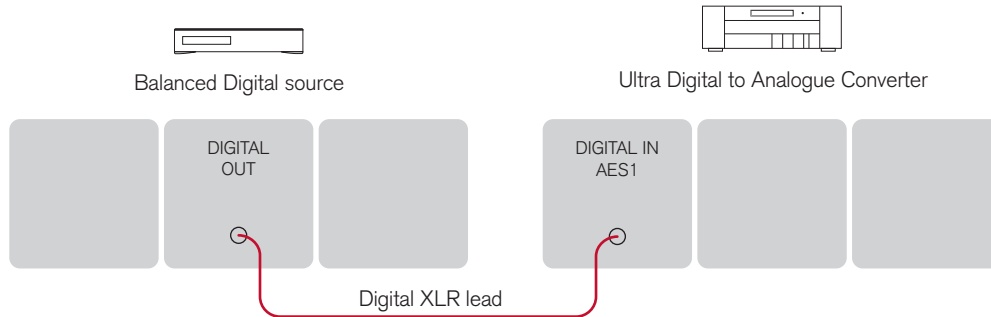 Balanced Digital source
Ultra Digital to Analogue Converter
DIGITAL
OUT
DIGITAL IN
AES1
Digital XLR lead